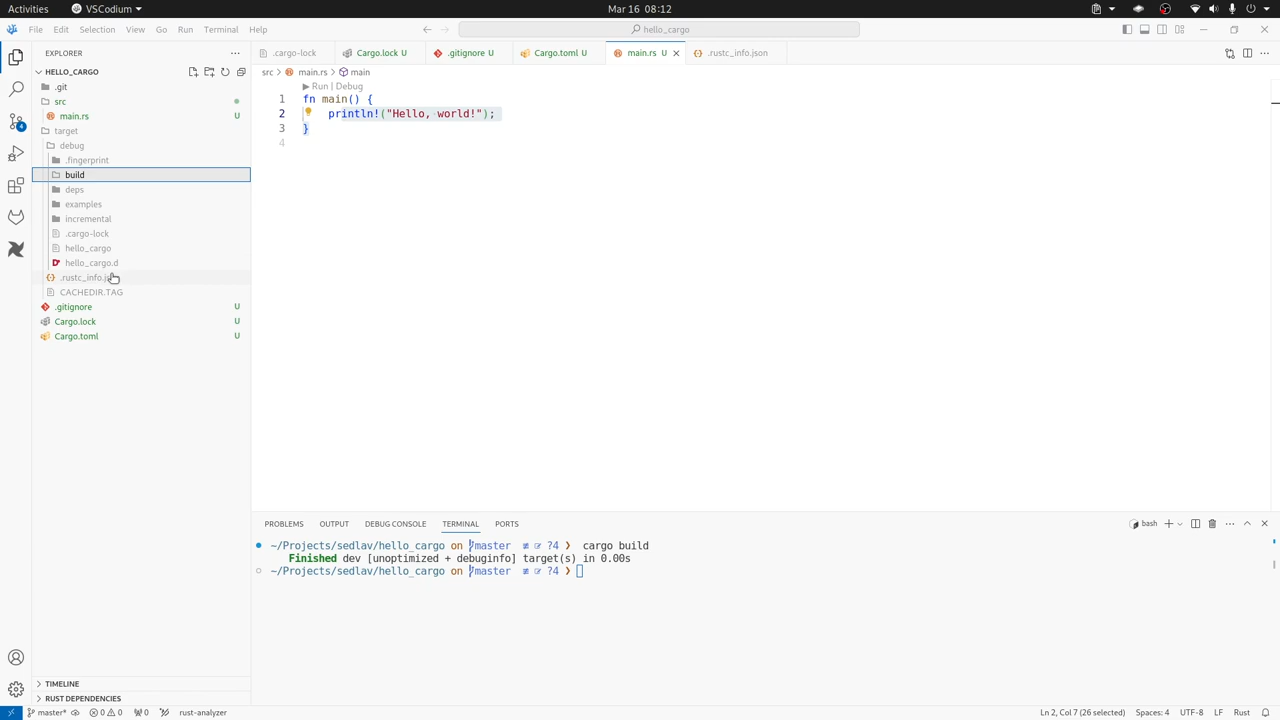 Activities
VSCodium
Mar 16 08:12
File Edit Selection View Go Run Terminal Help
hello_cargo
EXPLORER
HELLO_CARGO
.git
src
main.rs U
target
debug
.fingerprint
build
deps
examples
incremental
.cargo-lock
hello_cargo
hello_cargo.d
CACHEDIR.TAG
.gitignore U
Cargo.lock U
Cargo.toml U
TIMELINE
RUST DEPENDENCIES
4
.cargo-lock
Cargo.lock U
.gitignore U
Cargo.toml U
main.rs U
.rustc_info.json
src main.rs main
Run | Debug
1 fn main() {
2 println!("Hello, world!");
3 }
4
PROBLEMS OUTPUT DEBUG CONSOLE TERMINAL PORTS
bash
~/Projects/sedlav/hello_cargo on master ≢ ?4 ❯ cargo build
Finished dev [unoptimized + debuginfo] target(s) in 0.00s
~/Projects/sedlav/hello_cargo on master ≢ ?4 ❯
master* 0 0 0 rust-analyzer
Ln 2, Col 7 (26 selected) Spaces: 4 UTF-8 LF Rust